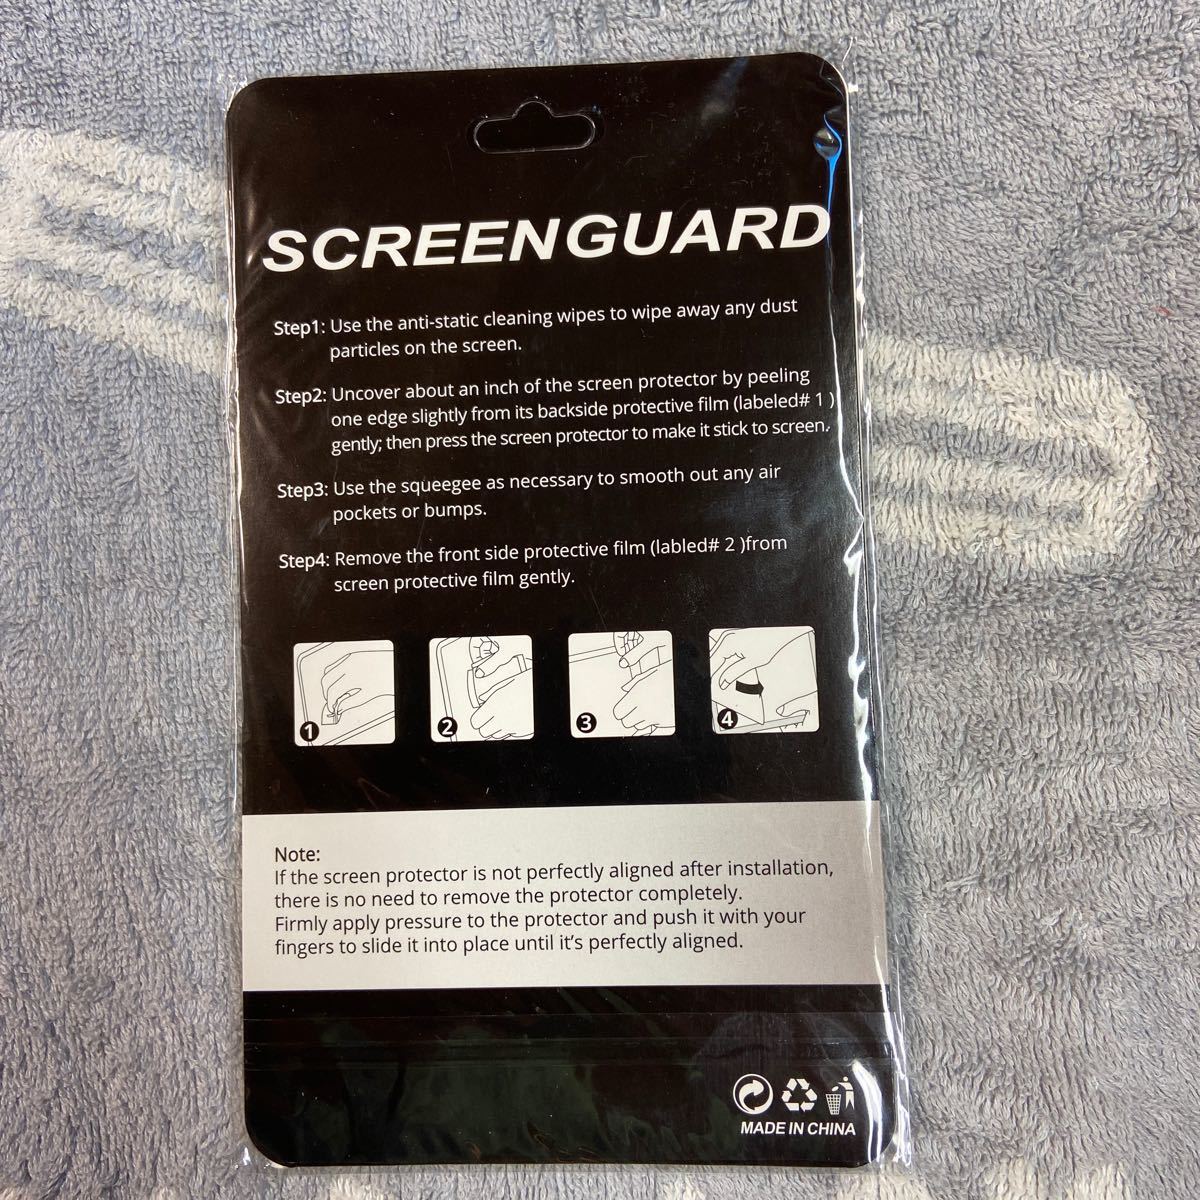 SCREEN GUARD
Step1: Use the anti-static cleaning wipes to wipe away any dust
particles on the screen.
Step2: Uncover about an inch of the screen protector by peeling
one edge slightly from its backside protective film (labeled# 1 )
gently; then press the screen protector to make it stick to screen.
Step3: Use the squeegee as necessary to smooth out any air
pockets or bumps.
Step4: Remove the front side protective film (labled# 2 )from
screen protective film gently.
1 2 3 4
Note:
If the screen protector is not perfectly aligned after installation,
there is no need to remove the protector completely.
Firmly apply pressure to the protector and push it with your
fingers to slide it into place until it's perfectly aligned.
MADE IN CHINA